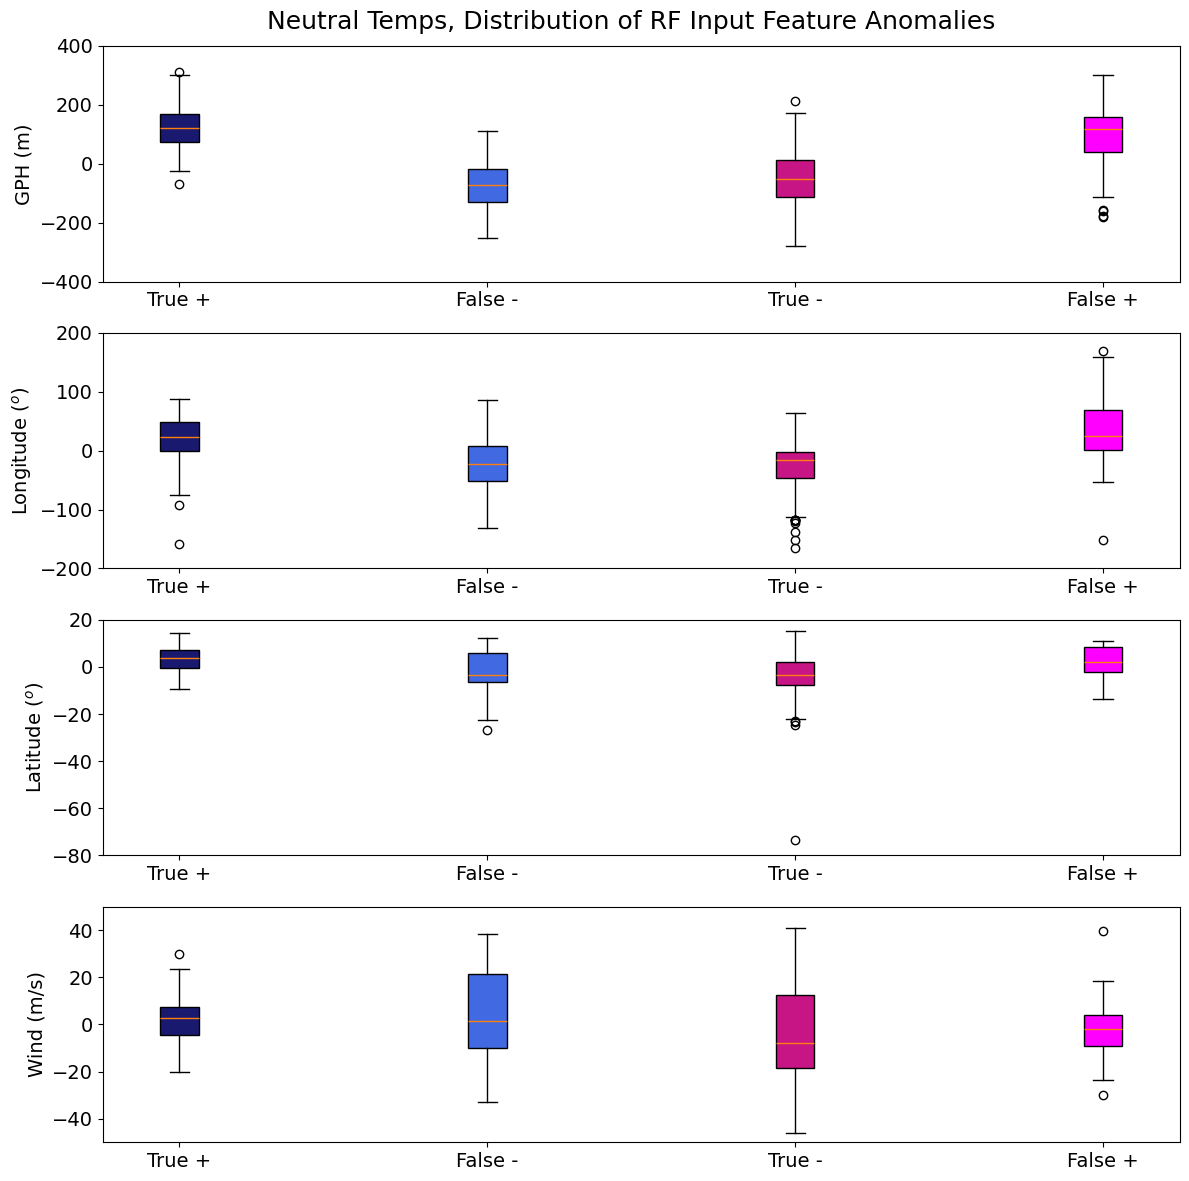 Neutral Temps, Distribution of RF Input Feature Anomalies
GPH (m)
400
200
0
−200
−400
True +
False -
True -
False +
Longitude (o)
200
100
0
−100
−200
True +
False -
True -
False +
Latitude (o)
20
0
−20
−40
−60
−80
True +
False -
True -
False +
Wind (m/s)
40
20
0
−20
−40
True +
False -
True -
False +